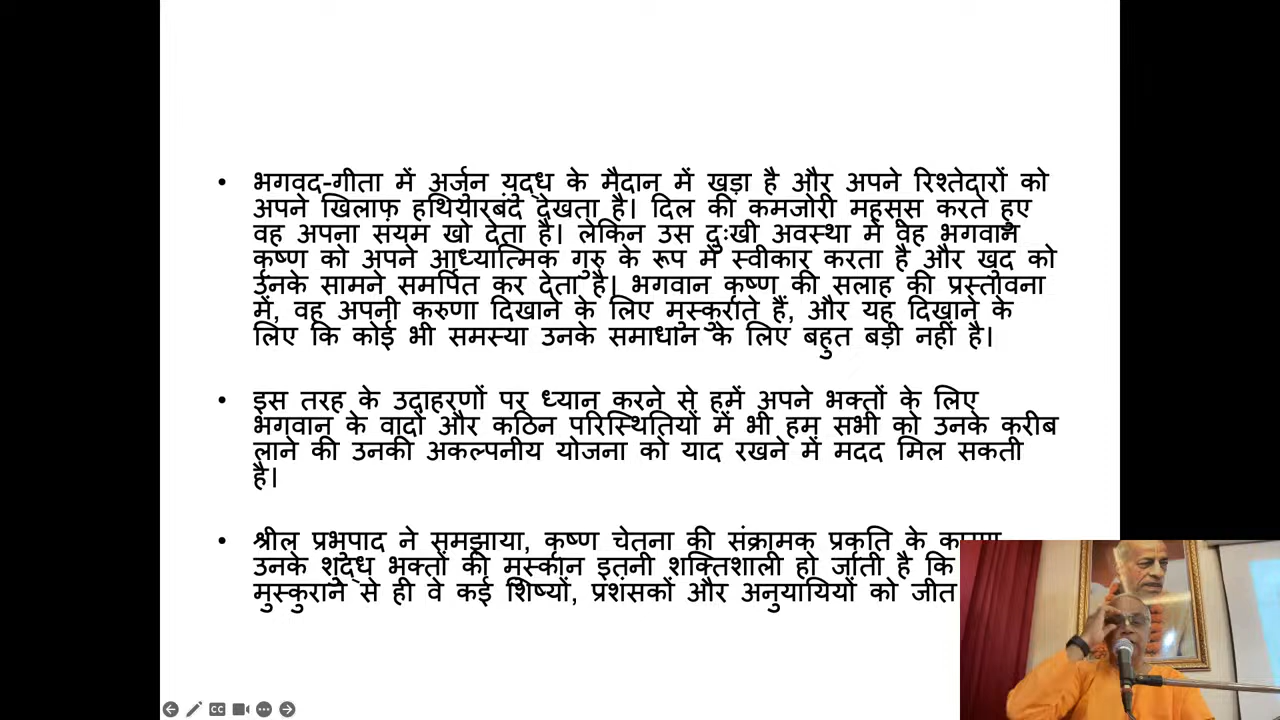 • भगवद-गीता में अर्जुन युद्ध के मैदान में खड़ा है और अपने रिश्तेदारों को
अपने खिलाफ हथियारबंद देखता है। दिल की कमजोरी महसूस करते हुए
वह अपना संयम खो देता है। लेकिन उस दुःखी अवस्था में वह भगवान
कृष्ण को अपने आध्यात्मिक गुरु के रूप में स्वीकार करता है और खुद को
उनके सामने समर्पित कर देता है। भगवान कृष्ण की सलाह की प्रस्तावना
में, वह अपनी करुणा दिखाने के लिए मुस्कुराते हैं, और यह दिखाने के
लिए कि कोई भी समस्या उनके समाधान के लिए बहुत बड़ी नहीं है।
• इस तरह के उदाहरणों पर ध्यान करने से हमें अपने भक्तों के लिए
भगवान के वादों और कठिन परिस्थितियों में भी हम सभी को उनके करीब
लाने की उनकी अकल्पनीय योजना को याद रखने में मदद मिल सकती
है।
• श्रील प्रभुपाद ने समझाया, कृष्ण चेतना की संक्रामक प्रकृति के
उनके शुद्ध भक्तों की मुस्कान इतनी शक्तिशाली हो जाती है कि
मुस्कुराने से ही वे कई शिष्यों, प्रशंसकों और अनुयायियों को जीत
CC